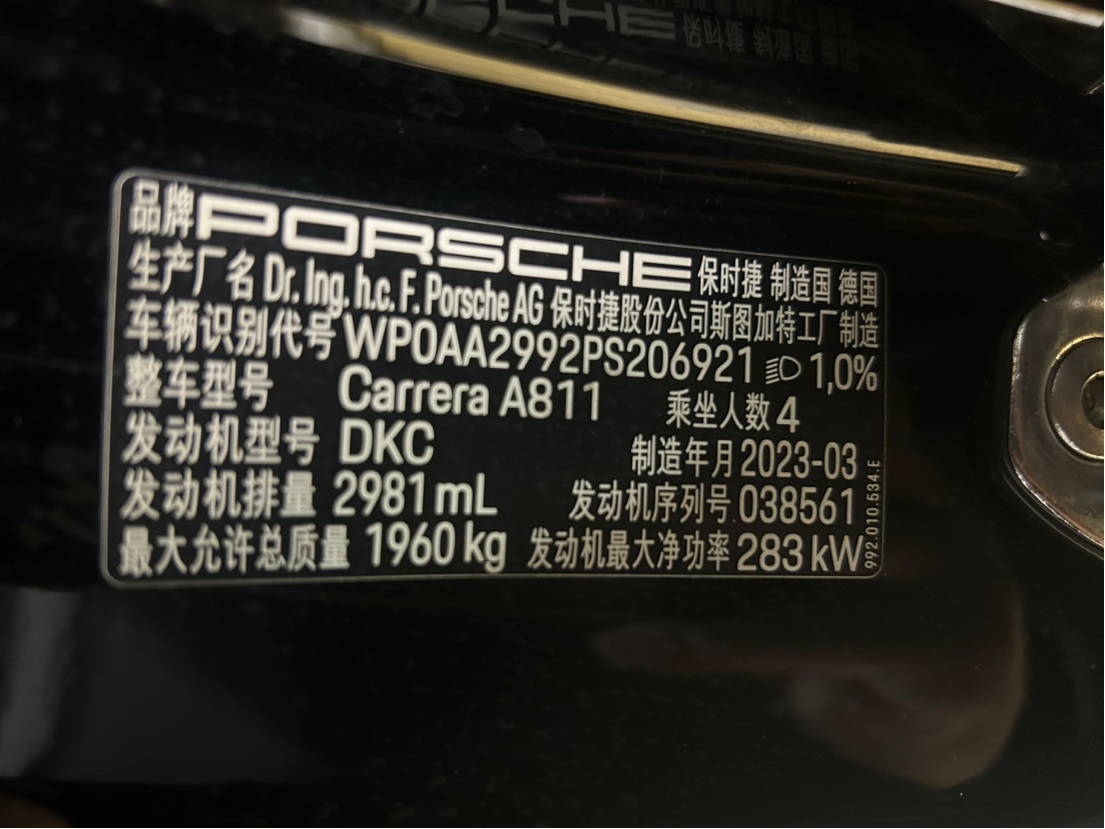 品牌 PORSCHE 保时捷 制造国 德国
生产厂名 Dr. Ing. h.c. F. Porsche AG 保时捷股份公司斯图加特工厂制造
车辆识别代号 WP0AA2992PS206921 1,0%
整车型号 Carrera A811 乘坐人数 4
发动机型号 DKC 制造年月 2023-03
发动机排量 2981 mL 发动机序列号 038561
最大允许总质量 1960 kg 发动机最大净功率 283 kW
992.010.534.E